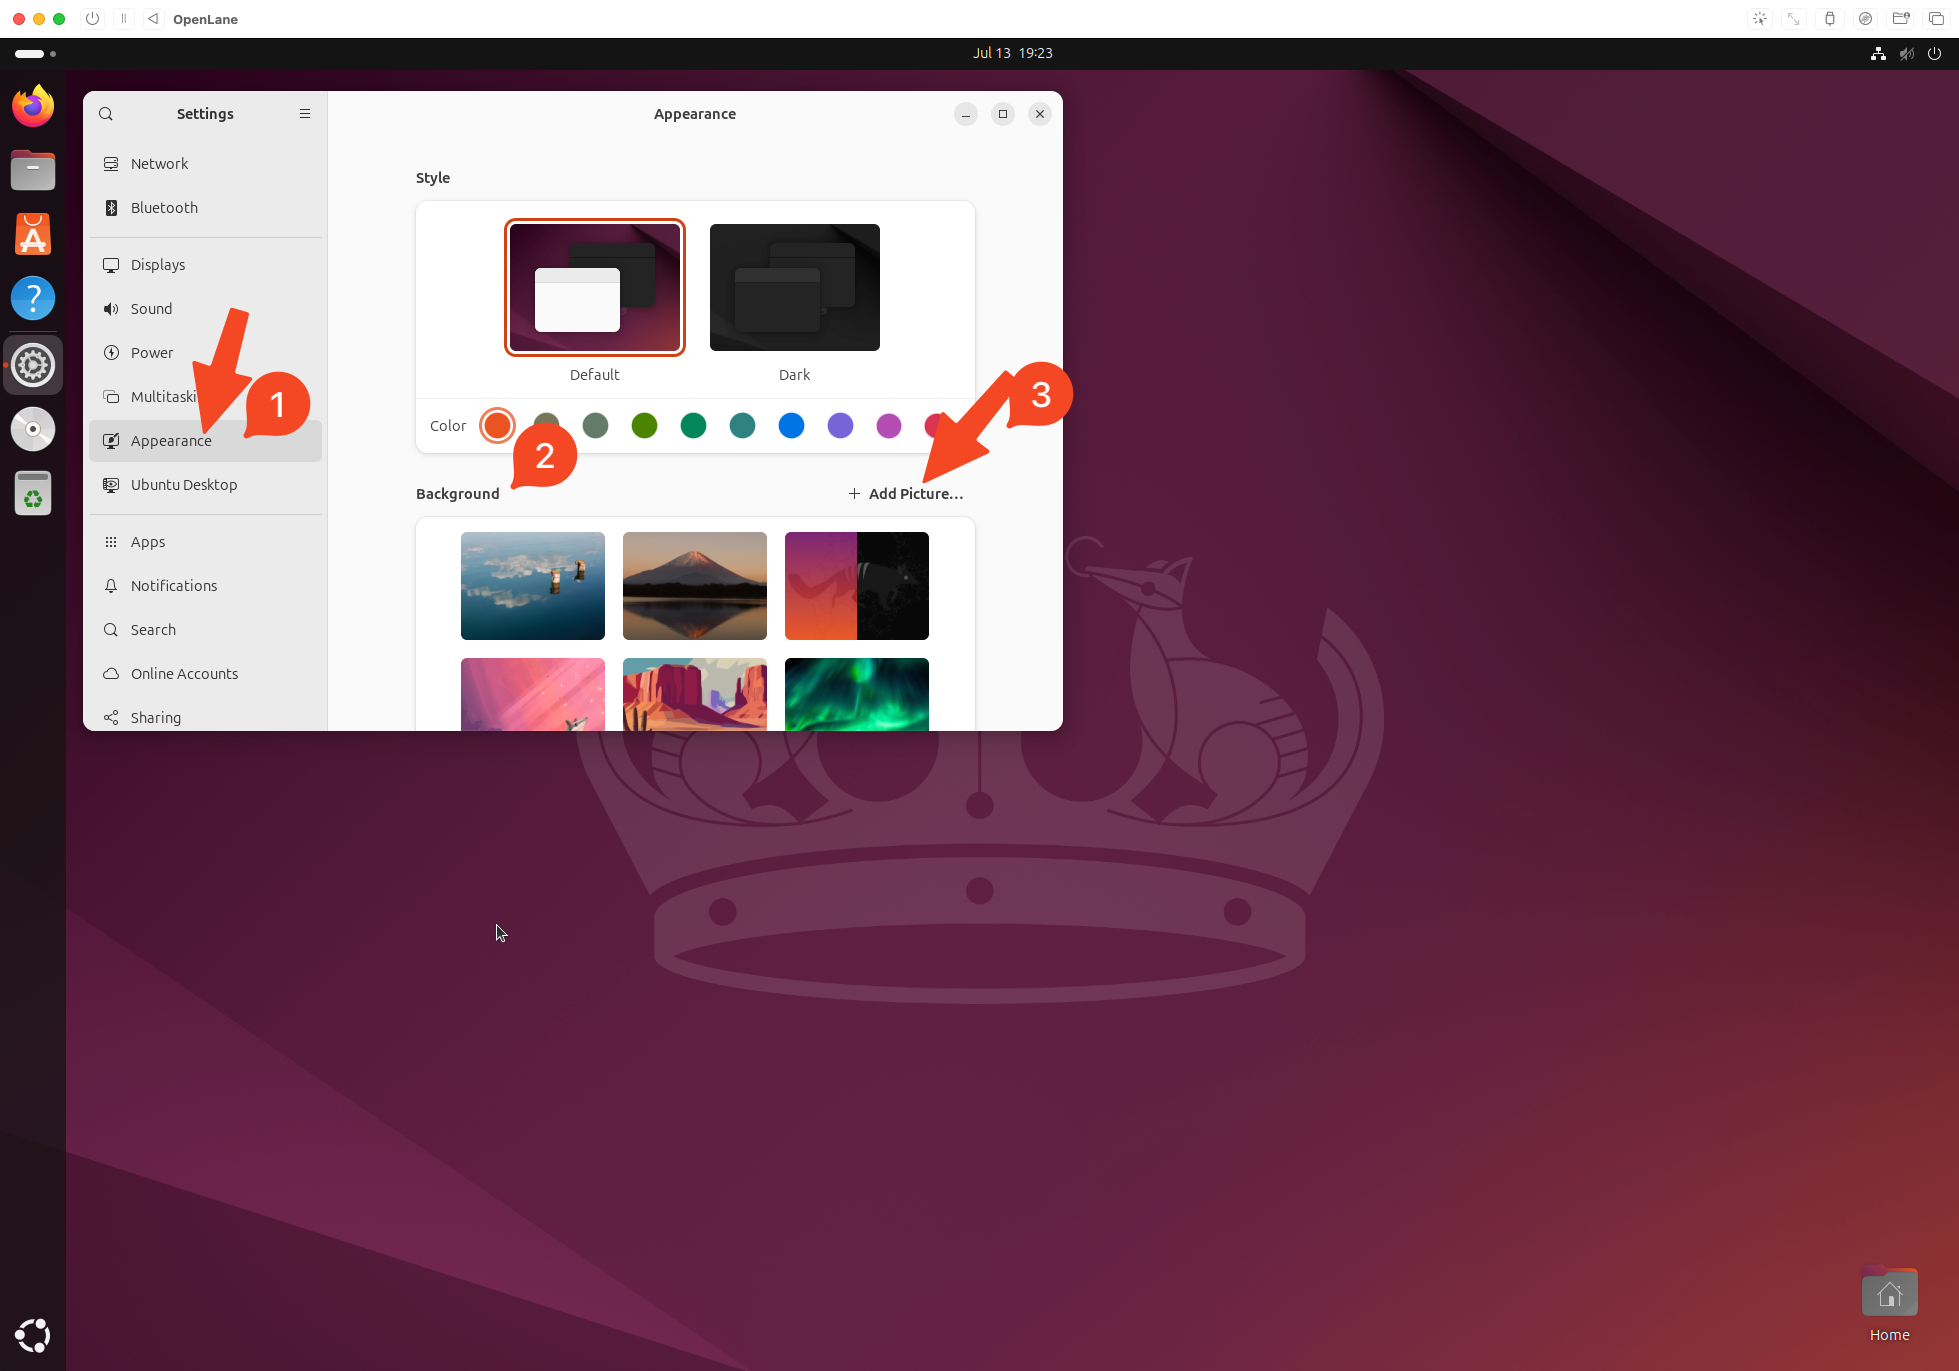 OpenLane
Jul 13 19:23
Settings
Appearance
Network
Bluetooth
Displays
Sound
Power
Multitaski
Appearance
Ubuntu Desktop
Apps
Notifications
Search
Online Accounts
Sharing
Style
Default
Dark
Color
Background
+ Add Picture…
1
2
3
Home